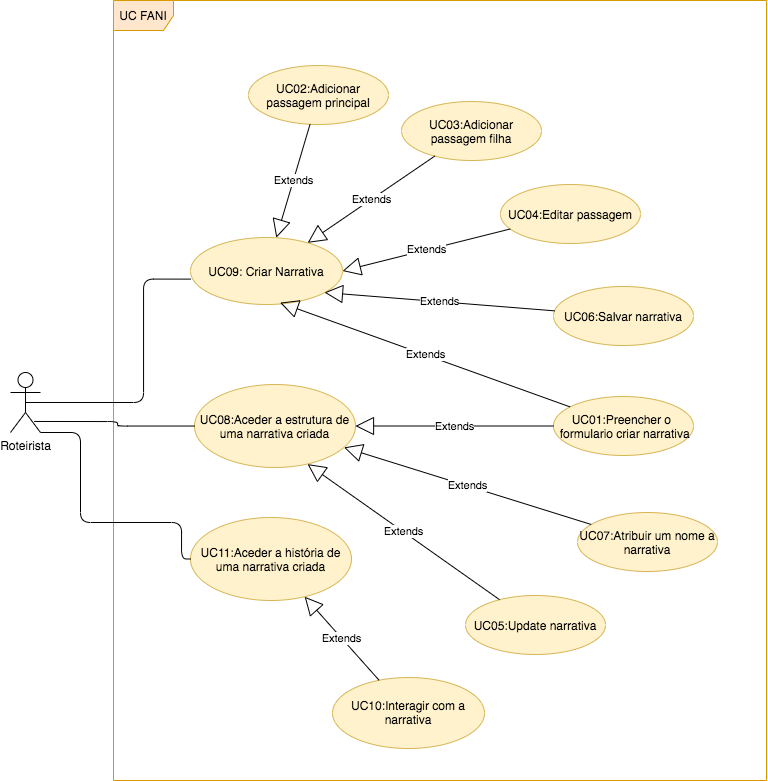 UC FANI
UC02:Adicionar
passagem principal
UC03:Adicionar
passagem filha
Extends
Extends
UC04:Editar passagem
Extends
UC09: Criar Narrativa
Extends
UC06:Salvar narrativa
Extends
UC01:Preencher o
formulario criar narrativa
UC08:Aceder a estrutura de
uma narrativa criada
Extends
Roteirista
Extends
UC07:Atribuir um nome a
narrativa
Extends
UC11:Aceder a história de
uma narrativa criada
UC05:Update narrativa
Extends
UC10:Interagir com a
narrativa